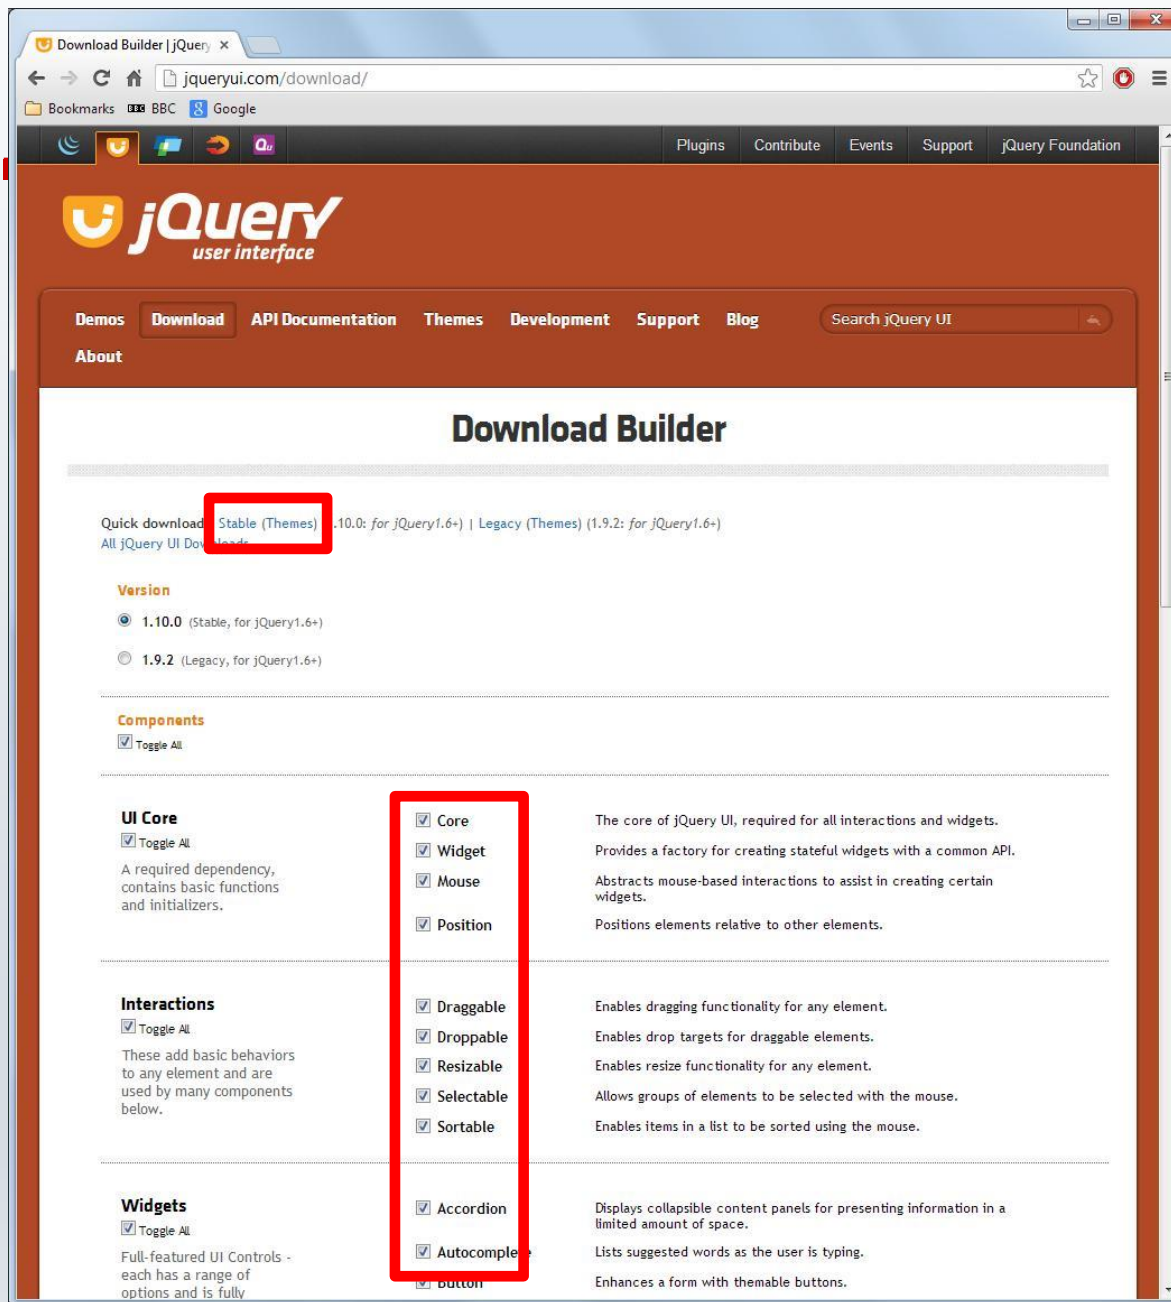 Download Builder | jQuery
jqueryui.com/download/
Bookmarks BBC BBC Google
Plugins Contribute Events Support jQuery Foundation
jQuery
user interface
Demos Download API Documentation Themes Development Support Blog Search jQuery UI
About
Download Builder
Quick download Stable (Themes) .10.0: for jQuery1.6+) | Legacy (Themes) (1.9.2: for jQuery1.6+)
All jQuery UI Downloads
Version
1.10.0 (Stable, for jQuery1.6+)
1.9.2 (Legacy, for jQuery1.6+)
Components
Toggle All
UI Core
Toggle All
A required dependency,
contains basic functions
and initializers.
Core The core of jQuery UI, required for all interactions and widgets.
Widget Provides a factory for creating stateful widgets with a common API.
Mouse Abstracts mouse-based interactions to assist in creating certain
widgets.
Position Positions elements relative to other elements.
Interactions
Toggle All
These add basic behaviors
to any element and are
used by many components
below.
Draggable Enables dragging functionality for any element.
Droppable Enables drop targets for draggable elements.
Resizable Enables resize functionality for any element.
Selectable Allows groups of elements to be selected with the mouse.
Sortable Enables items in a list to be sorted using the mouse.
Widgets
Toggle All
Full-featured UI Controls -
each has a range of
options and is fully
Accordion Displays collapsible content panels for presenting information in a
limited amount of space.
Autocomplete Lists suggested words as the user is typing.
Button Enhances a form with themable buttons.